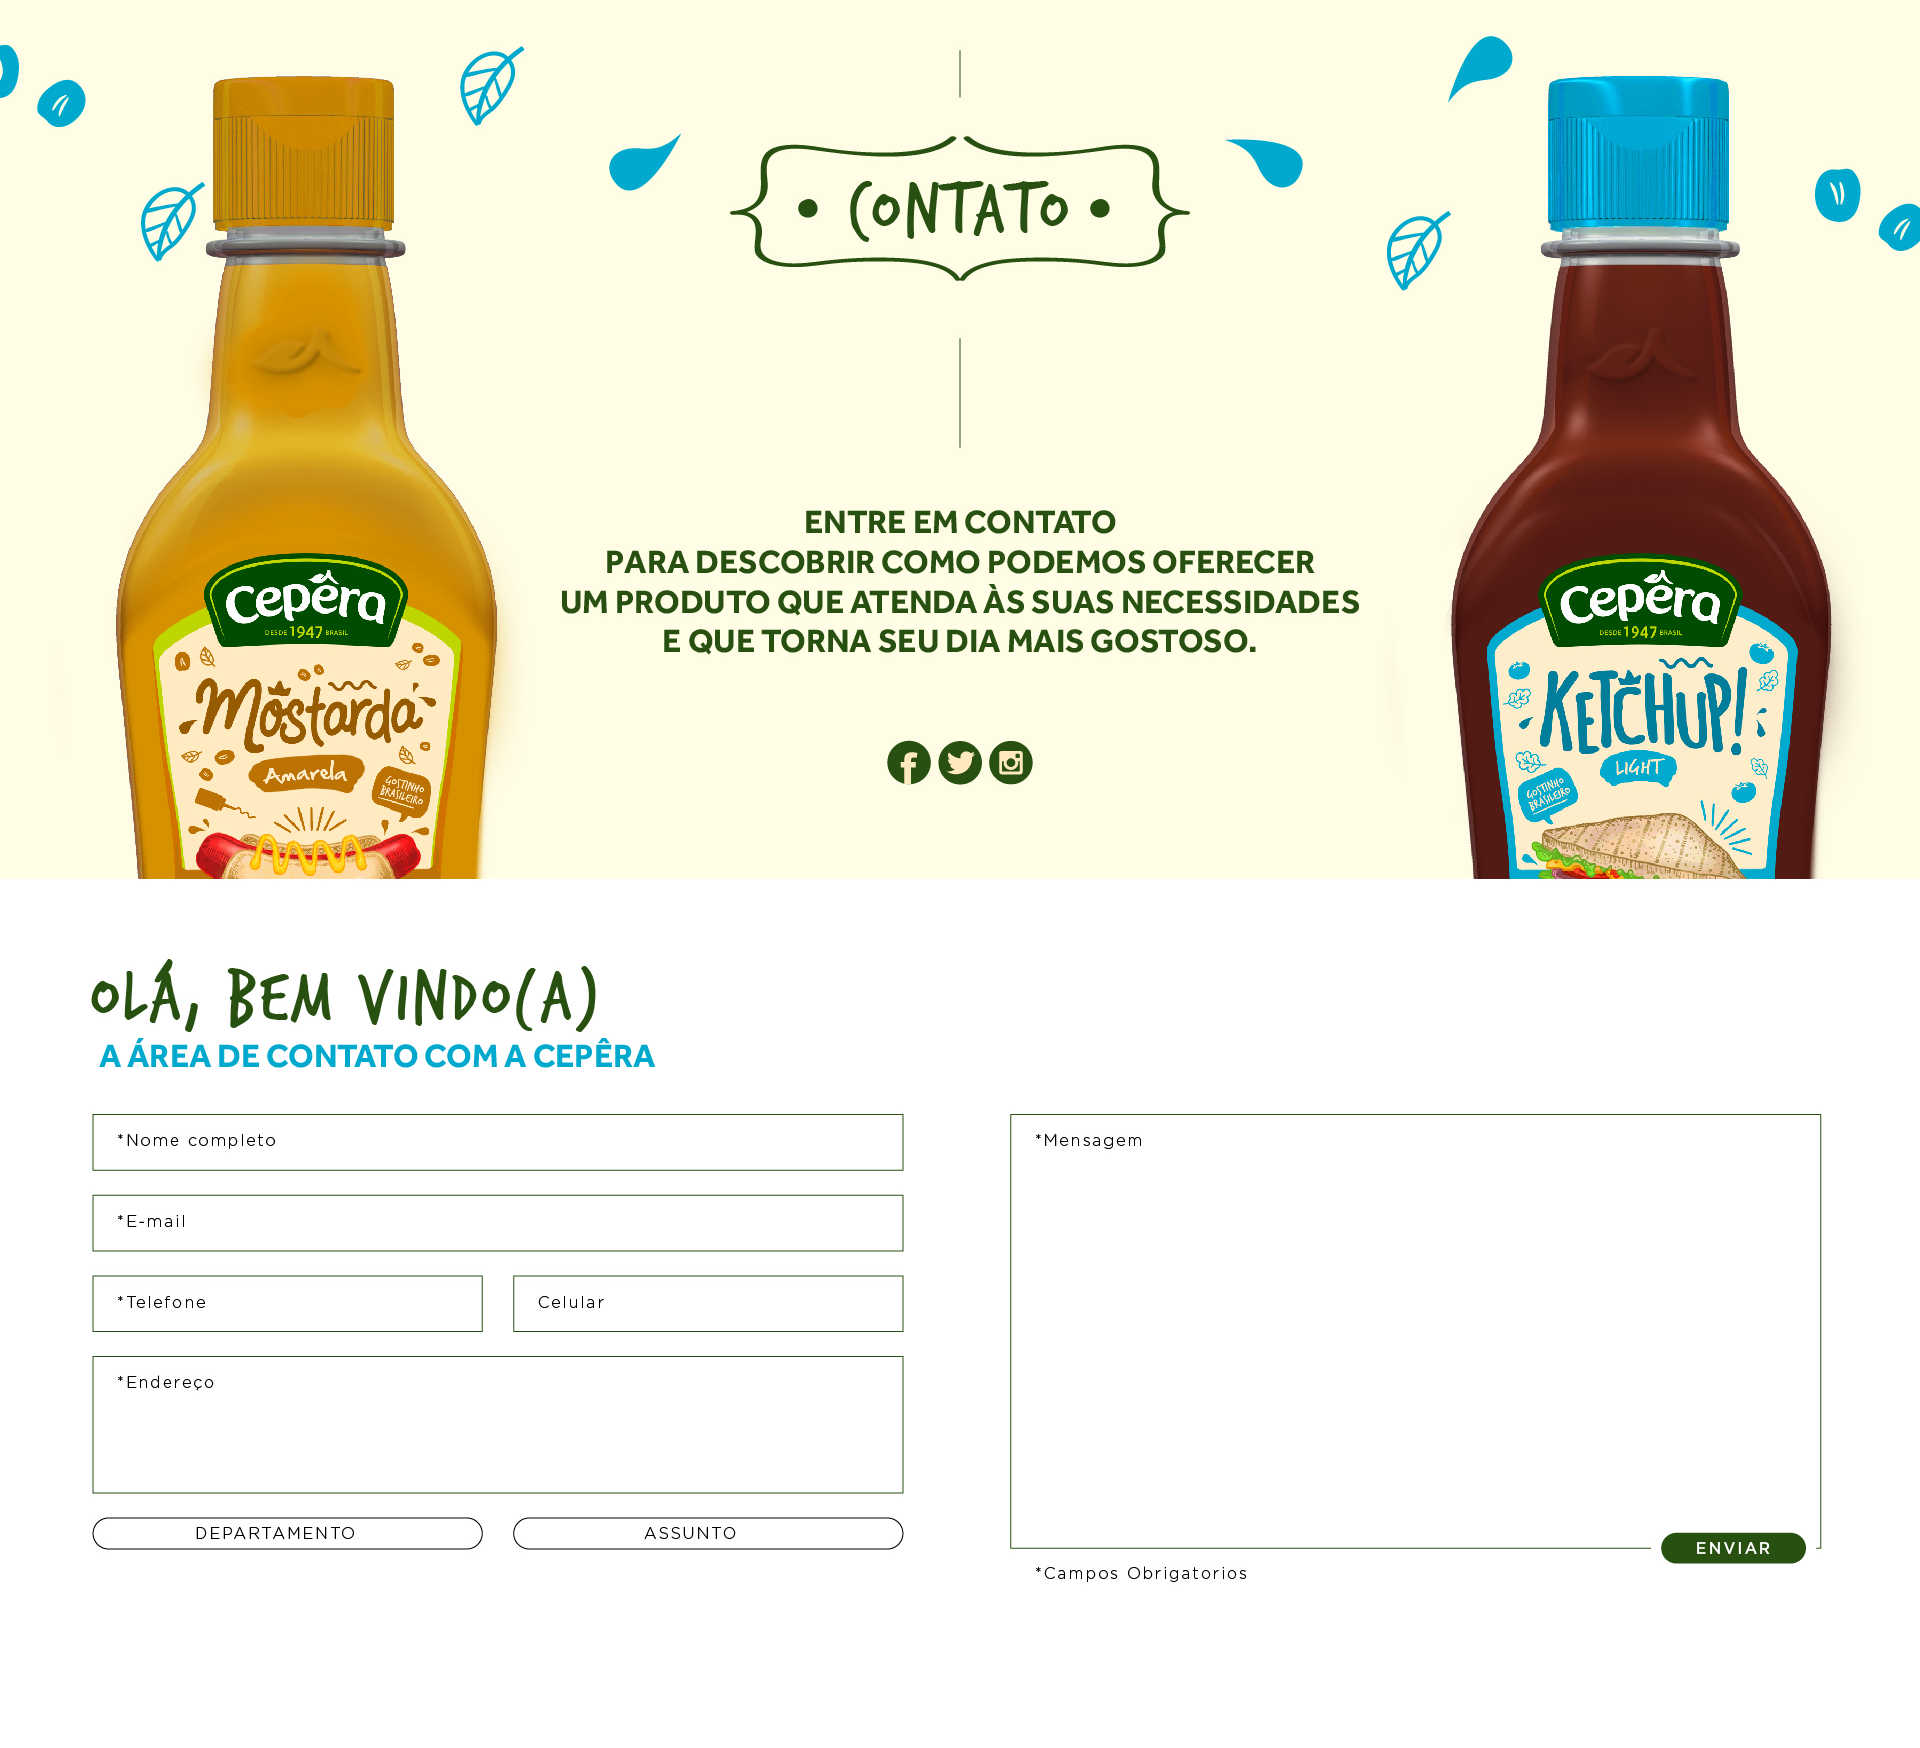 CONTATO
ENTRE EM CONTATO
PARA DESCOBRIR COMO PODEMOS OFERECER
UM PRODUTO QUE ATENDA ÀS SUAS NECESSIDADES
E QUE TORNA SEU DIA MAIS GOSTOSO.
Cepêra
DESDE 1947 BRASIL
Mostarda
Amarela
GOSTINHO
BRASILEIRO
Cepêra
DESDE 1947 BRASIL
KETCHUP!
LIGHT
GOSTINHO
BRASILEIRO
OLÁ, BEM VINDO(A)
A ÁREA DE CONTATO COM A CEPÊRA
*Nome completo
*E-mail
*Telefone
Celular
*Endereço
DEPARTAMENTO
ASSUNTO
*Mensagem
ENVIAR
*Campos Obrigatorios